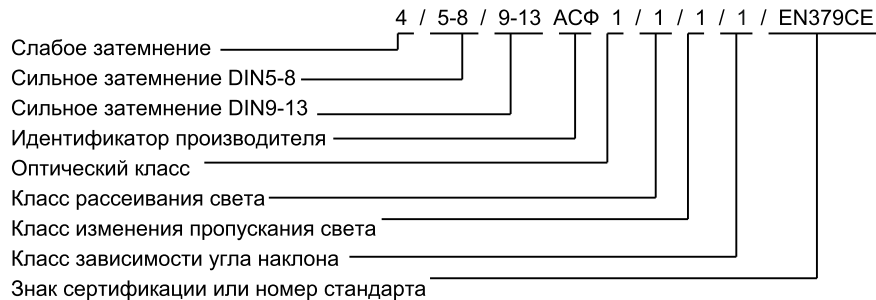 4 / 5-8 / 9-13 АСФ 1 / 1 / 1 / 1 / EN379CE
Слабое затемнение
Сильное затемнение DIN5-8
Сильное затемнение DIN9-13
Идентификатор производителя
Оптический класс
Класс рассеивания света
Класс изменения пропускания света
Класс зависимости угла наклона
Знак сертификации или номер стандарта